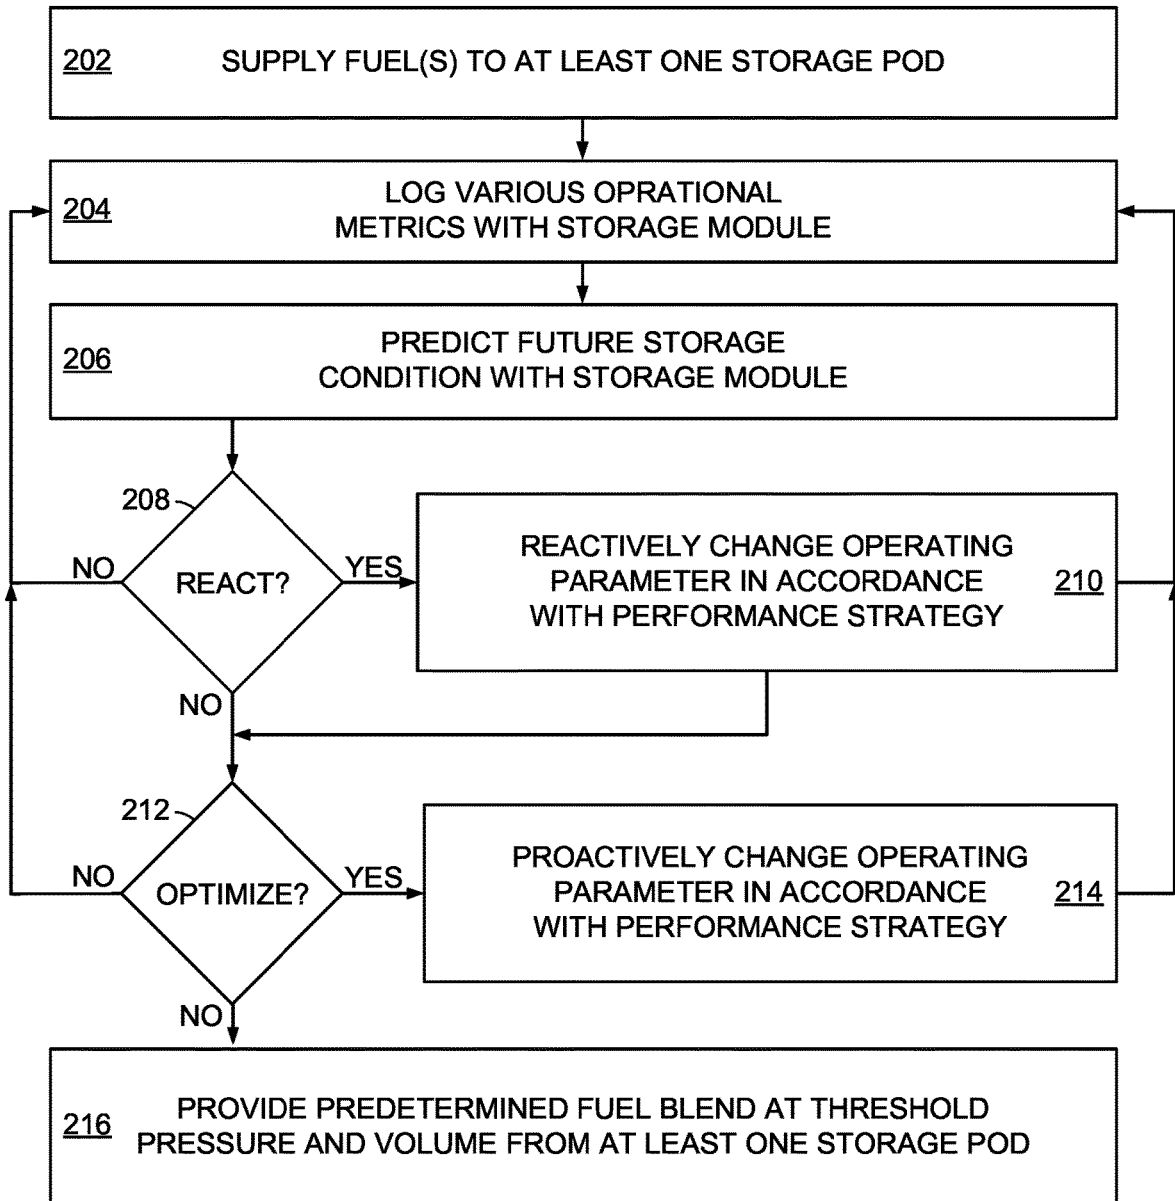 202 SUPPLY FUEL(S) TO AT LEAST ONE STORAGE POD
204
LOG VARIOUS OPRATIONAL
METRICS WITH STORAGE MODULE
206
PREDICT FUTURE STORAGE
CONDITION WITH STORAGE MODULE
208
NO
REACT?
YES
REACTIVELY CHANGE OPERATING
PARAMETER IN ACCORDANCE
WITH PERFORMANCE STRATEGY
210
NO
212
NO
OPTIMIZE?
YES
PROACTIVELY CHANGE OPERATING
PARAMETER IN ACCORDANCE
WITH PERFORMANCE STRATEGY
214
NO
216
PROVIDE PREDETERMINED FUEL BLEND AT THRESHOLD
PRESSURE AND VOLUME FROM AT LEAST ONE STORAGE POD